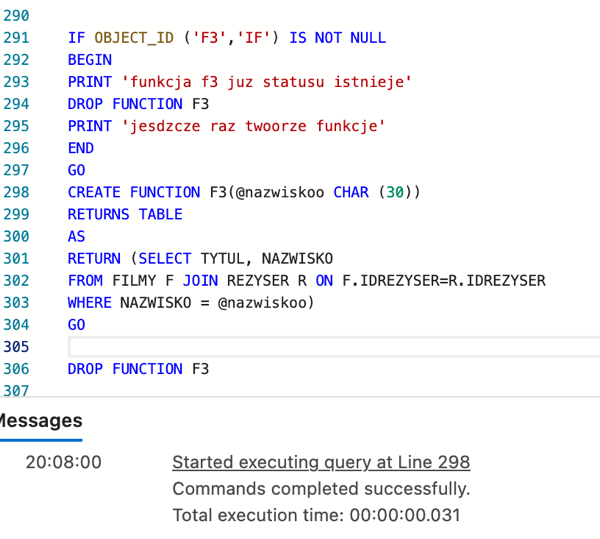 290
291 IF OBJECT_ID ('F3','IF') IS NOT NULL
292 BEGIN
293 PRINT 'funkcja f3 juz statusu istnieje'
294 DROP FUNCTION F3
295 PRINT 'jesdzcze raz twoorze funkcje'
296 END
297 GO
298 CREATE FUNCTION F3(@nazwiskoo CHAR (30))
299 RETURNS TABLE
300 AS
301 RETURN (SELECT TYTUL, NAZWISKO
302 FROM FILMY F JOIN REZYSER R ON F.IDREZYSER=R.IDREZYSER
303 WHERE NAZWISKO = @nazwiskoo)
304 GO
305
306 DROP FUNCTION F3
307
Messages
20:08:00 Started executing query at Line 298
Commands completed successfully.
Total execution time: 00:00:00.031